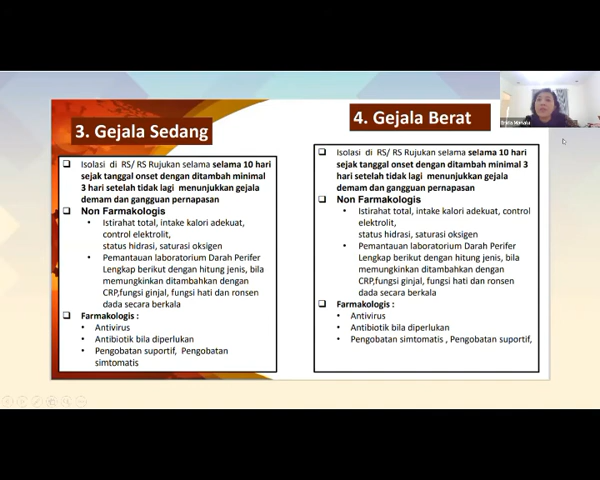 3. Gejala Sedang
Isolasi di RS/ RS Rujukan selama selama 10 hari
sejak tanggal onset dengan ditambah minimal
3 hari setelah tidak lagi menunjukkan gejala
demam dan gangguan pernapasan
Non Farmakologis
Istirahat total, intake kalori adekuat,
control elektrolit,
status hidrasi, saturasi oksigen
Pemantauan laboratorium Darah Perifer
Lengkap berikut dengan hitung jenis, bila
memungkinkan ditambahkan dengan
CRP,fungsi ginjal, fungsi hati dan ronsen
dada secara berkala
Farmakologis :
Antivirus
Antibiotik bila diperlukan
Pengobatan suportif, Pengobatan
simtomatis
4. Gejala Berat
Isolasi di RS/ RS Rujukan selama selama 10 hari
sejak tanggal onset dengan ditambah minimal 3
hari setelah tidak lagi menunjukkan gejala
demam dan gangguan pernapasan
Non Farmakologis
Istirahat total, intake kalori adekuat, control
elektrolit,
status hidrasi, saturasi oksigen
Pemantauan laboratorium Darah Perifer
Lengkap berikut dengan hitung jenis, bila
memungkinkan ditambahkan dengan
CRP,fungsi ginjal, fungsi hati dan ronsen
dada secara berkala
Farmakologis :
Antivirus
Antibiotik bila diperlukan
Pengobatan simtomatis , Pengobatan suportif,